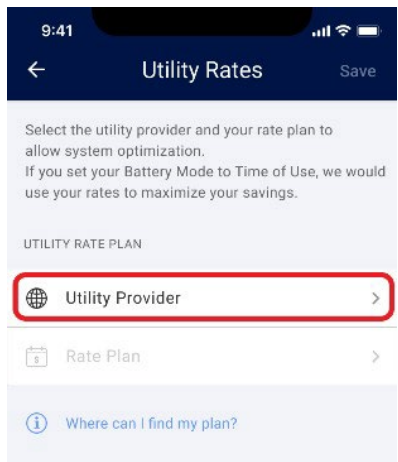 9:41
Utility Rates
Save
Select the utility provider and your rate plan to
allow system optimization.
If you set your Battery Mode to Time of Use, we would
use your rates to maximize your savings.
UTILITY RATE PLAN
Utility Provider
$
Rate Plan
Where can I find my plan?